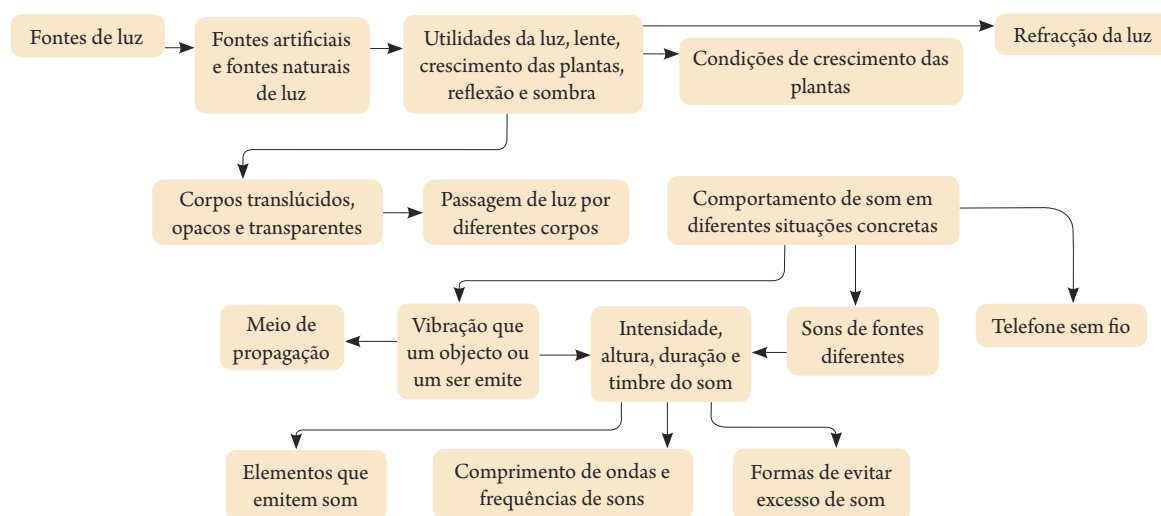 Fontes de luz
Fontes artificiais
e fontes naturais
de luz
Utilidades da luz, lente,
crescimento das plantas,
reflexão e sombra
Refracção da luz
Condições de crescimento das
plantas
Corpos translúcidos,
opacos e transparentes
Passagem de luz por
diferentes corpos
Comportamento de som em
diferentes situações concretas
Meio de
propagação
Vibração que
um objecto ou
um ser emite
Intensidade,
altura, duração e
timbre do som
Sons de fontes
diferentes
Telefone sem fio
Elementos que
emitem som
Comprimento de ondas e
frequências de sons
Formas de evitar
excesso de som